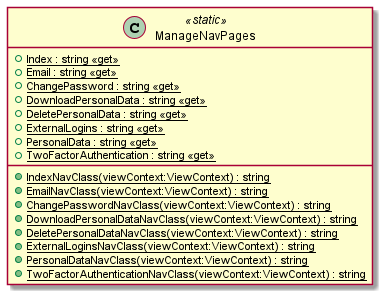 «static»
C ManageNavPages
Index : string «get»
Email : string «get»
ChangePassword : string «get»
DownloadPersonalData : string «get»
DeletePersonalData : string «get»
ExternalLogins : string «get»
PersonalData : string «get»
TwoFactorAuthentication : string «get»
IndexNavClass(viewContext:ViewContext) : string
EmailNavClass(viewContext:ViewContext) : string
ChangePasswordNavClass(viewContext:ViewContext) : string
DownloadPersonalDataNavClass(viewContext:ViewContext) : string
DeletePersonalDataNavClass(viewContext:ViewContext) : string
ExternalLoginsNavClass(viewContext:ViewContext) : string
PersonalDataNavClass(viewContext:ViewContext) : string
TwoFactorAuthenticationNavClass(viewContext:ViewContext) : string